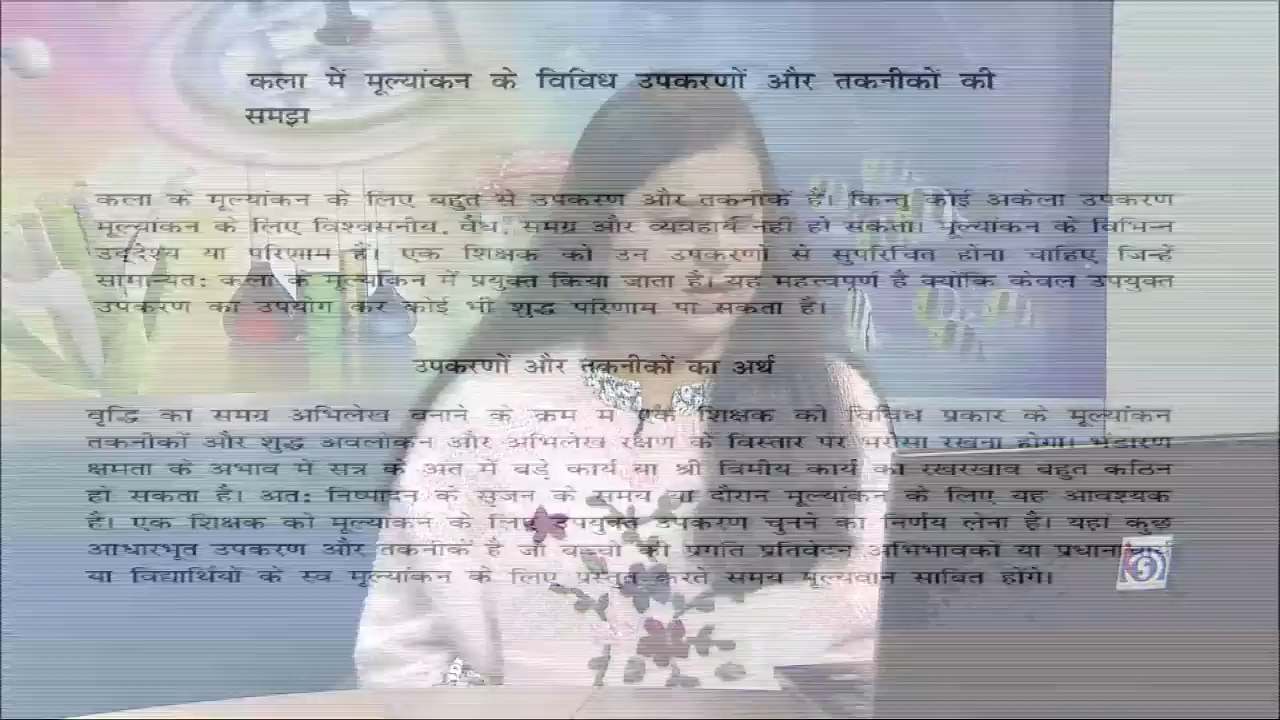 कला में मूल्यांकन के विविध उपकरणों और तकनीकों की
समझ
कला के मूल्यांकन के लिए बहुत से उपकरण और तकनीकें हैं। किन्तु कोई अकेला उपकरण
मूल्यांकन के लिए विश्वसनीय, वैध, समग्र और व्यवहार्य नहीं हो सकता। मूल्यांकन के विभिन्न
उद्देश्य या परिणाम हैं। एक शिक्षक को उन उपकरणों से सुपरिचित होना चाहिए जिन्हें
सामान्यत: कला के मूल्यांकन में प्रयुक्त किया जाता है। यह महत्त्वपूर्ण है क्योंकि केवल उपयुक्त
उपकरण का उपयोग कर कोई भी शुद्ध परिणाम पा सकता है।
उपकरणों और तकनीकों का अर्थ
वृद्धि का समग्र अभिलेख बनाने के क्रम में एक शिक्षक को विविध प्रकार के मूल्यांकन
तकनीकों और शुद्ध अवलोकन और अभिलेख रक्षण के विस्तार पर भरोसा रखना होगा। भंडारण
क्षमता के अभाव में सत्र के अंत में बड़े कार्य या श्री विमीय कार्य का रखरखाव बहुत कठिन
हो सकता है। अत: निष्पादन के सृजन के समय या दौरान मूल्यांकन के लिए यह आवश्यक
है। एक शिक्षक को मूल्यांकन के लिए उपयुक्त उपकरण चुनने का निर्णय लेना है। यहां कुछ
आधारभूत उपकरण और तकनीकें है जो बच्चों की प्रगति प्रतिवेदन अभिभावकों या
या विद्यार्थियों के स्व मूल्यांकन के लिए प्रस्तुत करते समय मूल्यवान साबित होंगे।